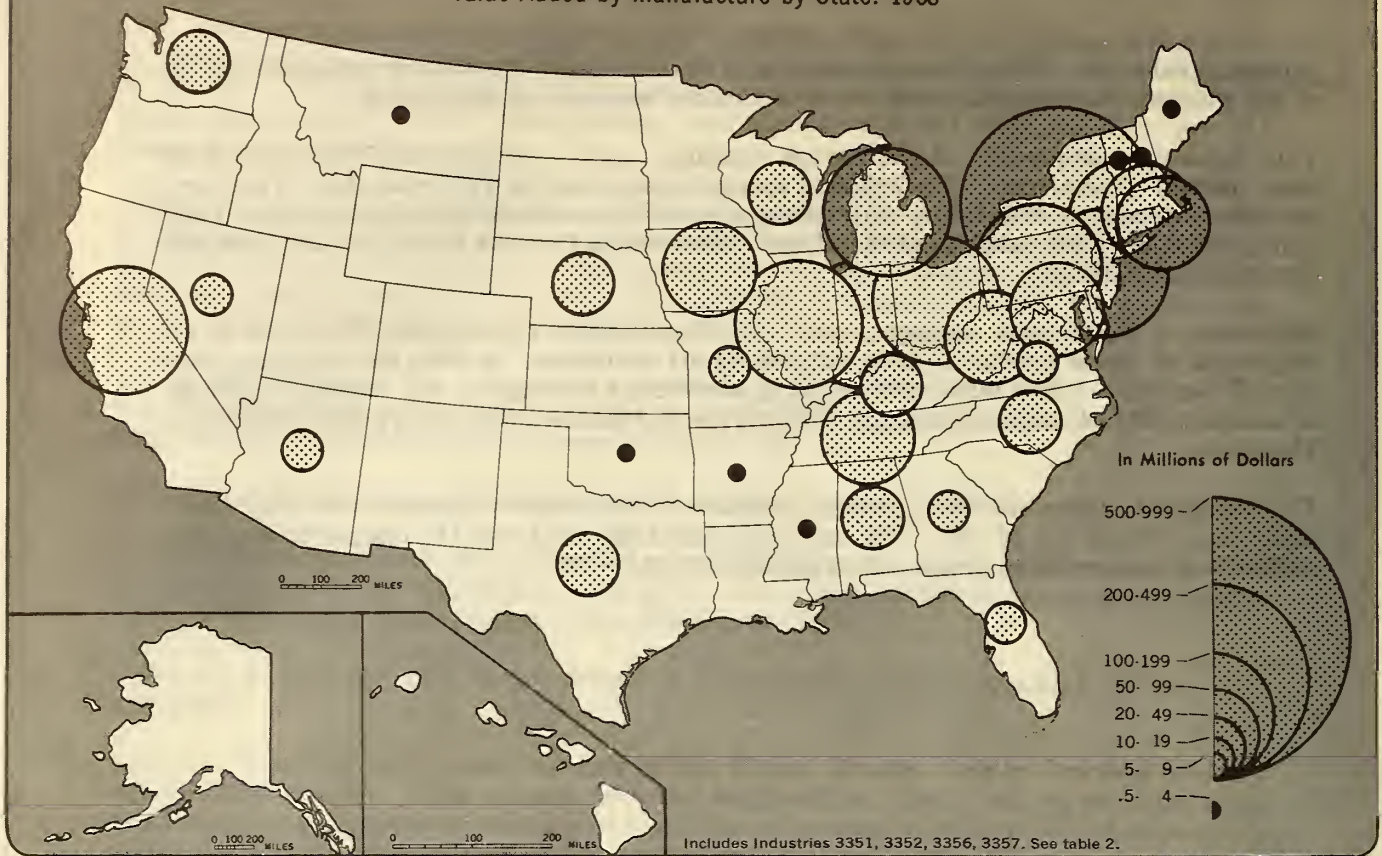 Value Added by Manufacture by State: 1963
In Millions of Dollars
500-999
200-499
100-199
50- 99
20- 49
10- 19
5- 9
.5- 4
0 100 200 MILES
0 100 200 MILES
0 100 200 MILES
Includes Industries 3351, 3352, 3356, 3357. See table 2.